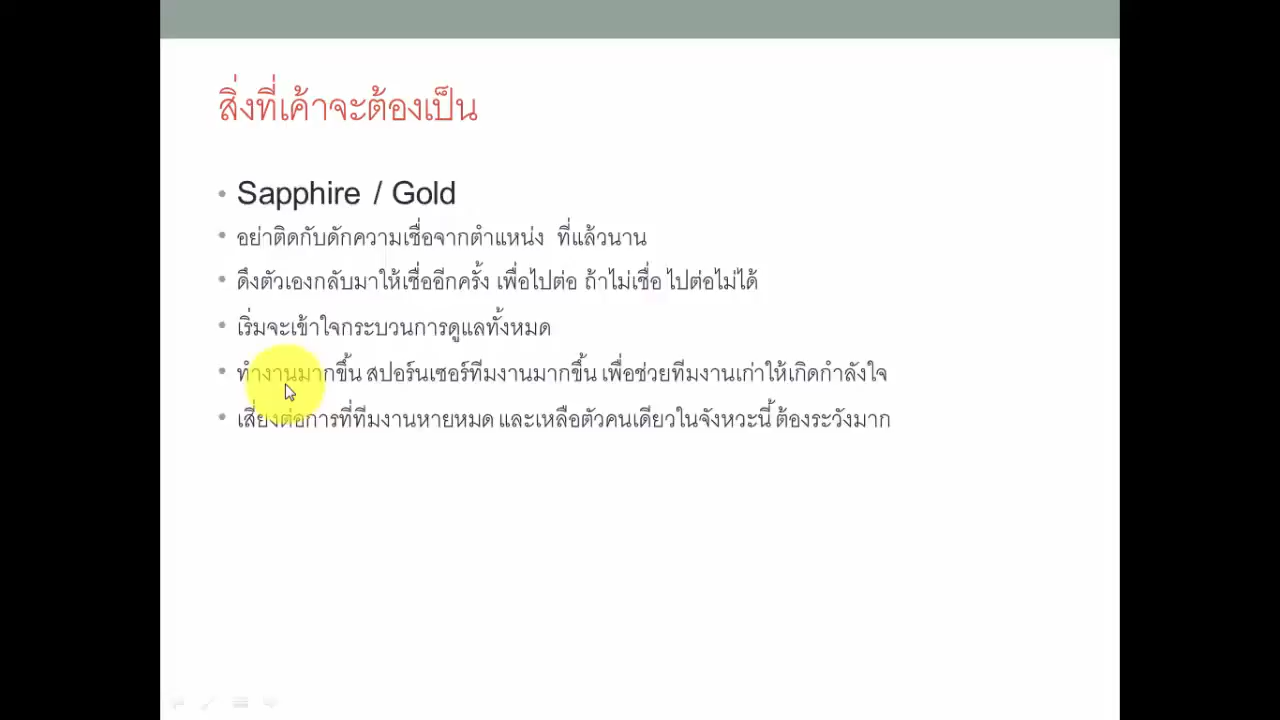 สิ่งที่เค้าจะต้องเป็น
Sapphire / Gold
อย่าติดกับดักความเชื่อจากตำแหน่ง ที่แล้วนาน
ดึงตัวเองกลับมาให้เชื่ออีกครั้ง เพื่อไปต่อ ถ้าไม่เชื่อ ไปต่อไม่ได้
เริ่มจะเข้าใจกระบวนการดูแลทั้งหมด
ทำงานมากขึ้น สปอร์นเซอร์ทีมงานมากขึ้น เพื่อช่วยทีมงานเก่าให้เกิดกำลังใจ
เสี่ยงต่อการที่ทีมงานหายหมด และเหลือตัวคนเดียวในจังหวะนี้ ต้องระวังมาก